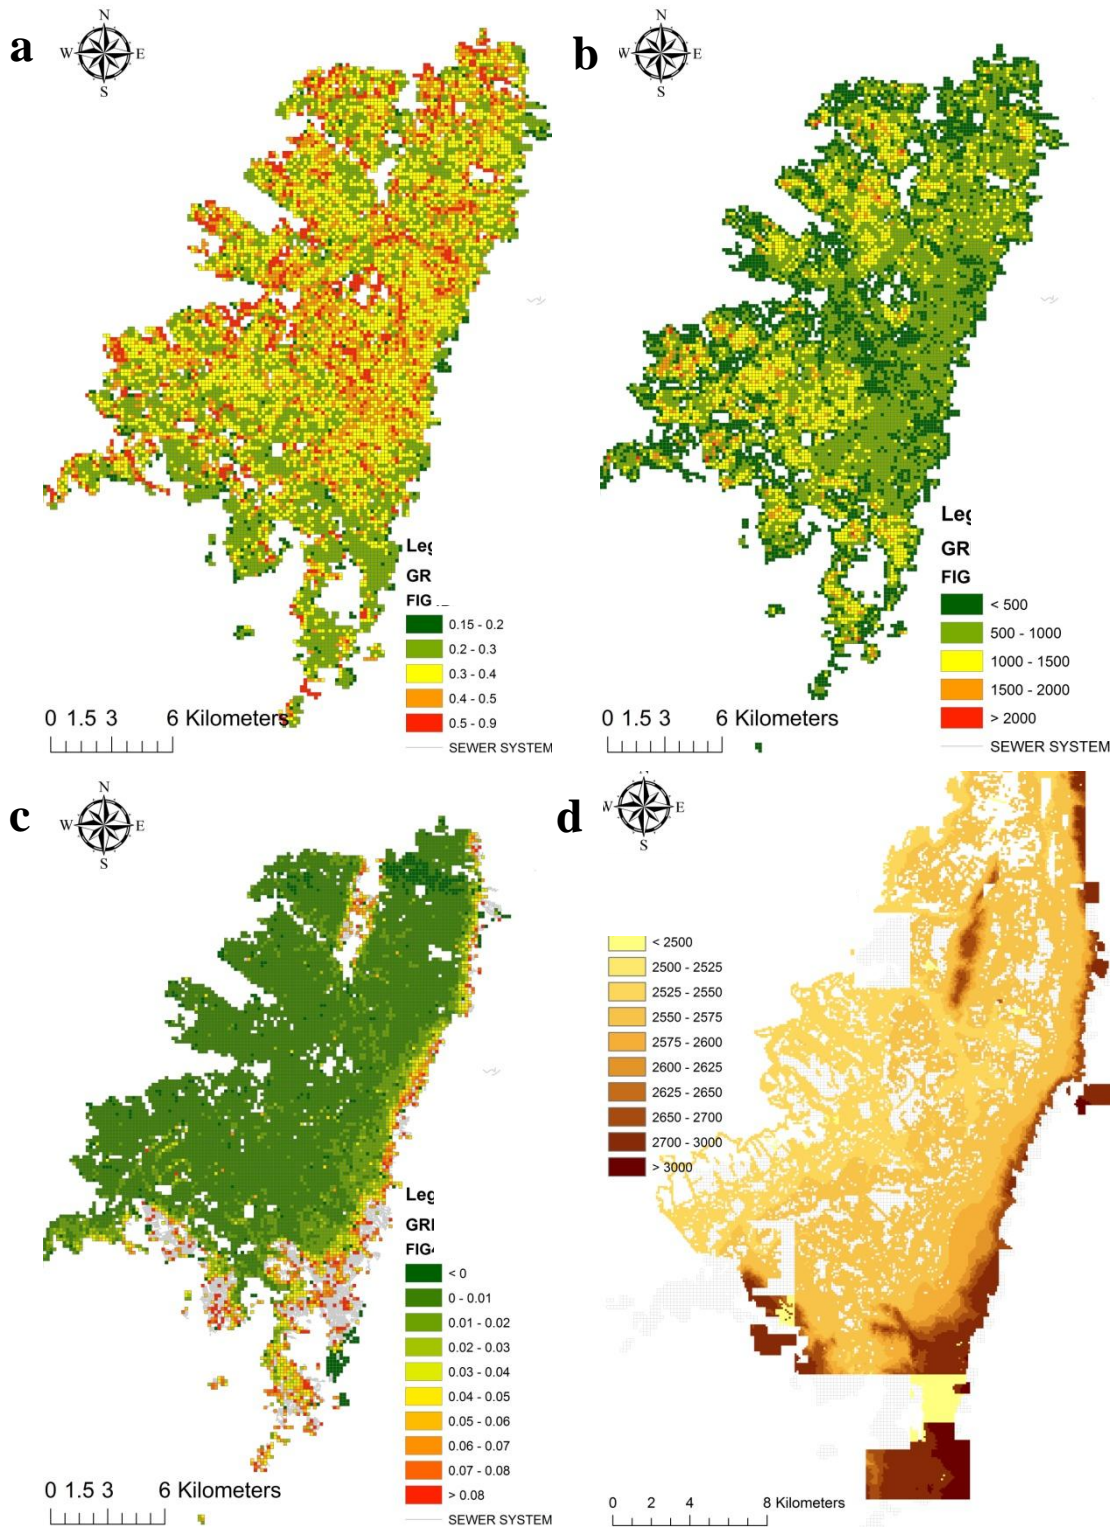 a
N
W E
S
Leg
GR
FIG
0.15 - 0.2
0.2 - 0.3
0.3 - 0.4
0.4 - 0.5
0.5 - 0.9
SEWER SYSTEM
0 1.5 3 6 Kilometers
b
N
W E
S
Leg
GRI
FIG
< 500
500 - 1000
1000 - 1500
1500 - 2000
> 2000
SEWER SYSTEM
0 1.5 3 6 Kilometers
c
N
W E
S
Leg
GRI
FIG
< 0
0 - 0.01
0.01 - 0.02
0.02 - 0.03
0.03 - 0.04
0.04 - 0.05
0.05 - 0.06
0.06 - 0.07
0.07 - 0.08
> 0.08
SEWER SYSTEM
0 1.5 3 6 Kilometers
d
N
W E
S
< 2500
2500 - 2525
2525 - 2550
2550 - 2575
2575 - 2600
2600 - 2625
2625 - 2650
2650 - 2700
2700 - 3000
> 3000
0 2 4 8 Kilometers